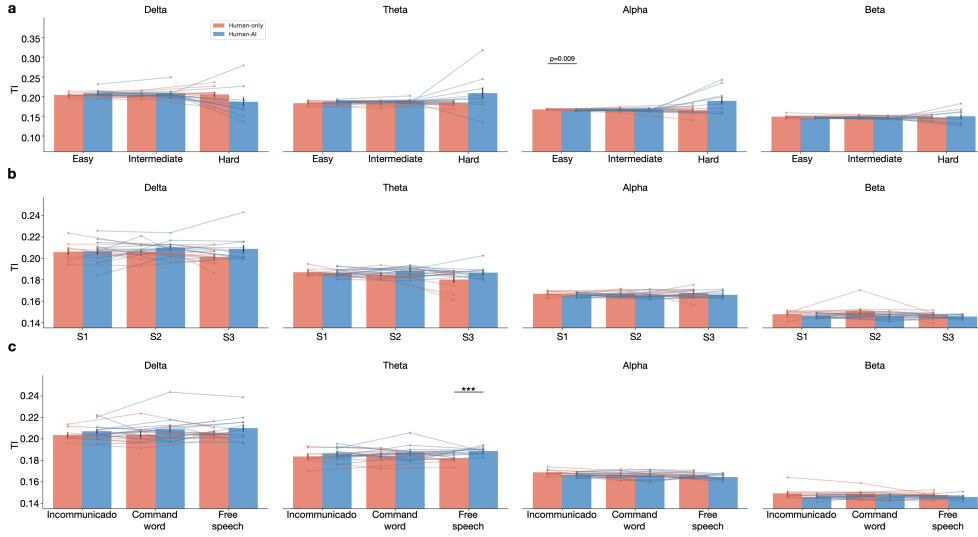 a
Delta
Theta
Alpha
Beta
Human-only
Human-AI
p=0.009
TI
0.35
0.30
0.25
0.20
0.15
0.10
Easy Intermediate Hard
Easy Intermediate Hard
Easy Intermediate Hard
Easy Intermediate Hard
b
Delta
Theta
Alpha
Beta
TI
0.24
0.22
0.20
0.18
0.16
0.14
S1 S2 S3
S1 S2 S3
S1 S2 S3
S1 S2 S3
c
Delta
Theta
Alpha
Beta
***
TI
0.24
0.22
0.20
0.18
0.16
0.14
Incommunicado Command Free
word speech
Incommunicado Command Free
word speech
Incommunicado Command Free
word speech
Incommunicado Command Free
word speech